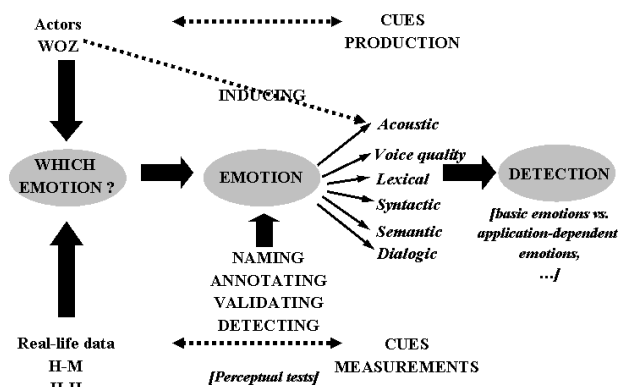 Actors
WOZ
CUES
PRODUCTION
INDUCING
Acoustic
Voice quality
Lexical
Syntactic
Semantic
Dialogic
WHICH
EMOTION ?
EMOTION
DETECTION
[basic emotions vs.
application-dependent
emotions,
…]
NAMING
ANNOTATING
VALIDATING
DETECTING
Real-life data
H-M
CUES
MEASUREMENTS
[Perceptual tests]